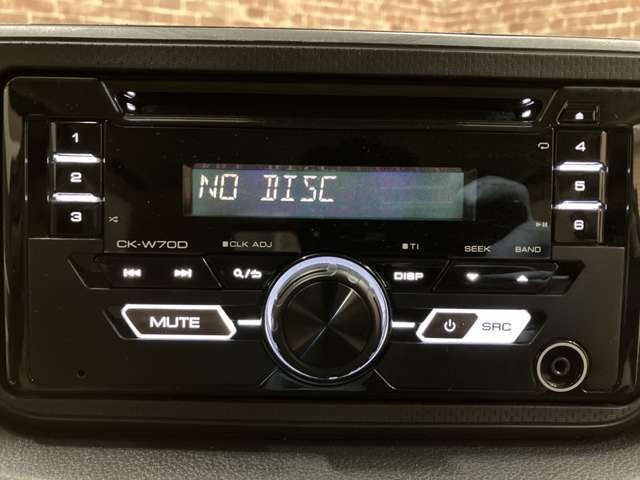 1
2
3
4
5
6
NO DISC
CK-W70D
CLK ADJ
TI
SEEK
BAND
DISP
MUTE
SRC